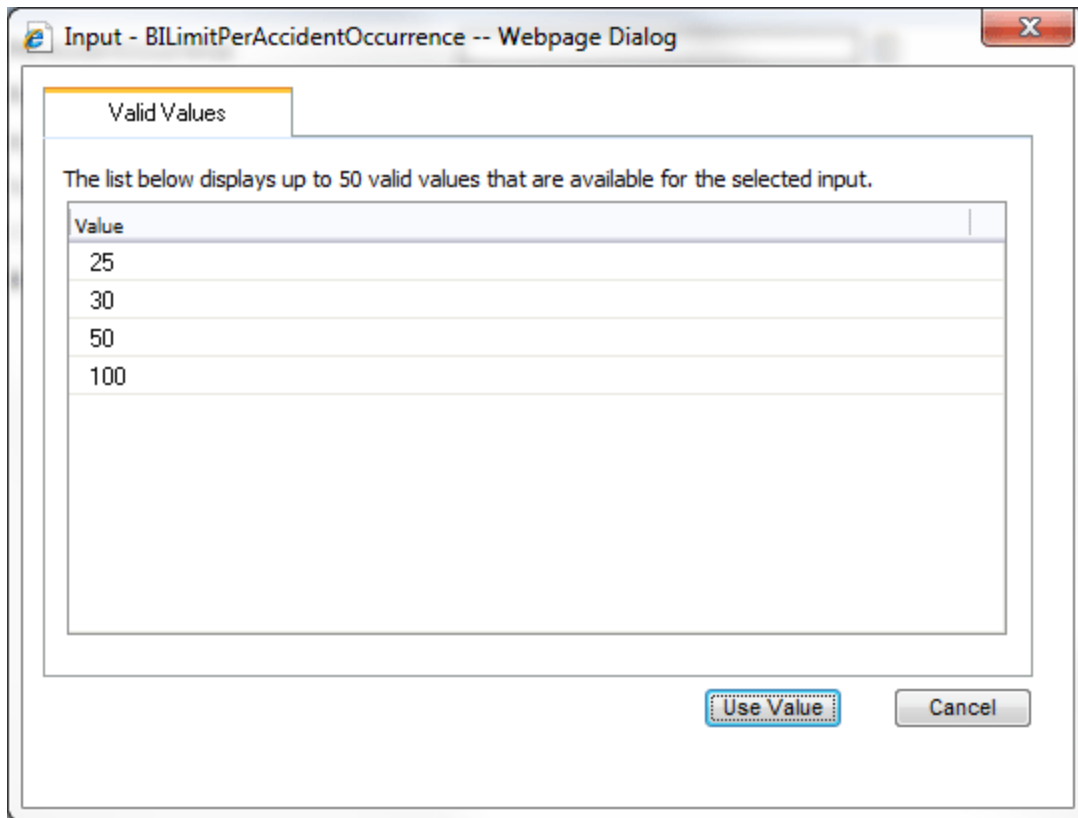 Input - BILimitPerAccidentOccurrence -- Webpage Dialog
Valid Values
The list below displays up to 50 valid values that are available for the selected input.
Value
25
30
50
100
Use Value
Cancel